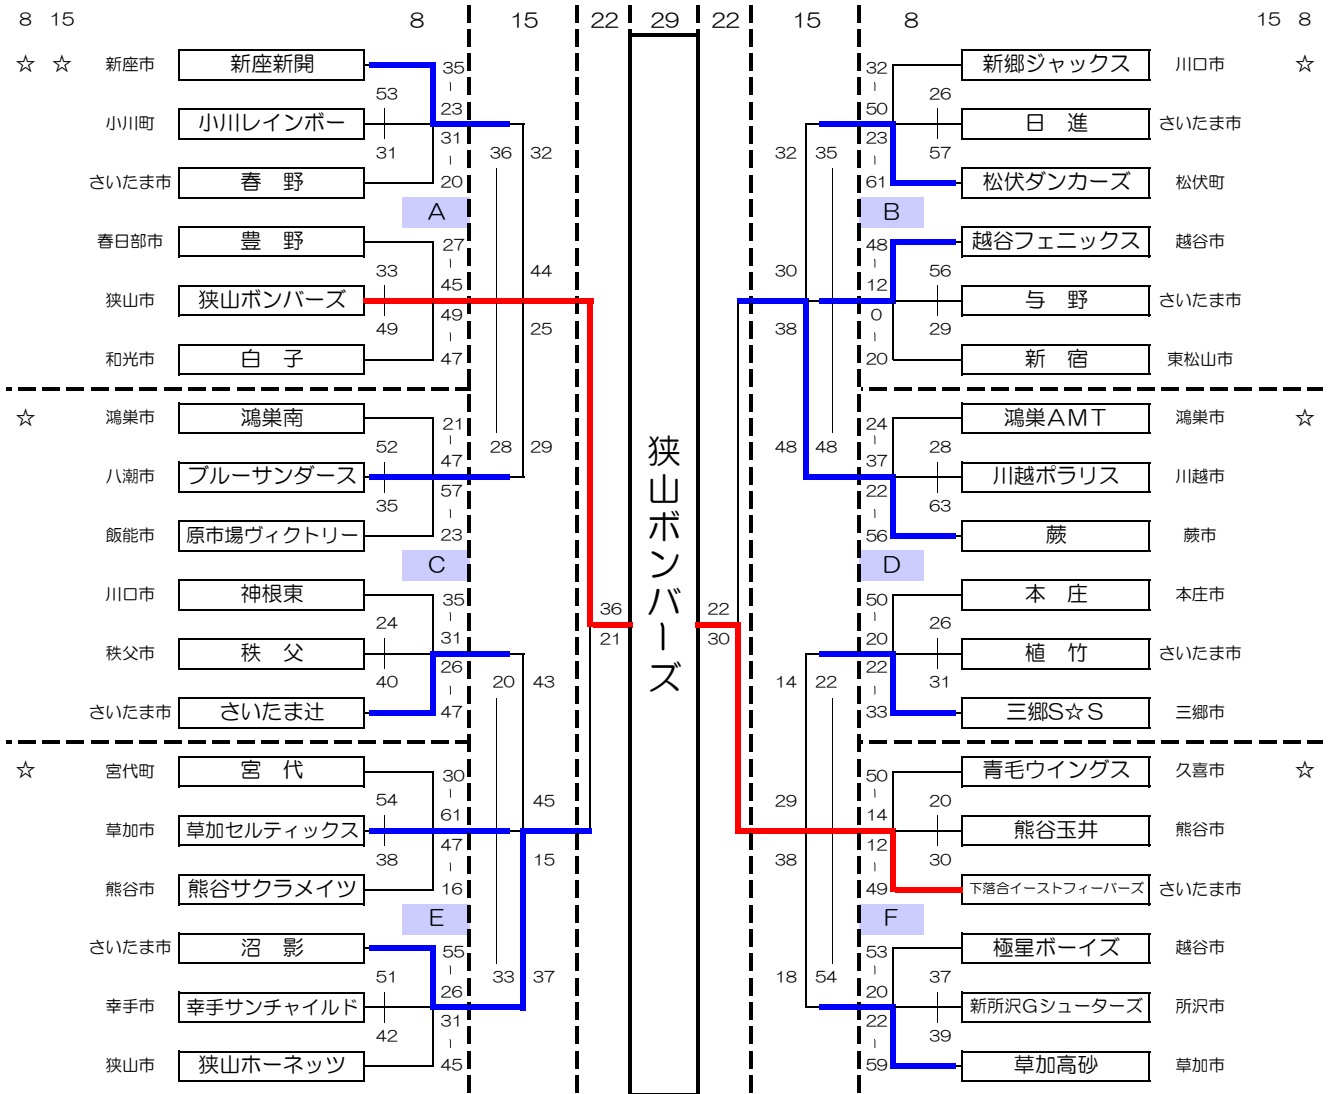 8 15 8 15 22 29 22 15 8 15 8
☆ ☆ 新座市 新座新開 35 32 新郷ジャックス 川口市 ☆
53 23 50 26
小川町 小川レインボー 日 進 さいたま市
31 31 36 32 32 35 23 57
さいたま市 春 野 20 61 松伏ダンカーズ 松伏町
A B
春日部市 豊 野 27 48 越谷フェニックス 越谷市
33 45 44 30 12 56
狭山市 狭山ボンバーズ 与 野 さいたま市
49 49 25 38 0 29
和光市 白 子 47 20 新 宿 東松山市
☆ 鴻巣市 鴻巣南 21 24 鴻巣AMT 鴻巣市 ☆
52 47 28 29 48 48 37 28
八潮市 ブルーサンダース 川越ポラリス 川越市
35 57 22 63
飯能市 原市場ヴィクトリー 23 56 蕨 蕨市
C D
狭山ボンバーズ
川口市 神根東 35 50 本 庄 本庄市
24 31 36 22 20 26
秩父市 秩 父 21 30 植 竹 さいたま市
40 26 20 43 14 22 22 31
さいたま市 さいたま辻 47 33 三郷S☆S 三郷市
☆ 宮代町 宮 代 30 50 青毛ウイングス 久喜市 ☆
54 61 45 29 14 20
草加市 草加セルティックス 熊谷玉井 熊谷市
38 47 15 38 12 30
熊谷市 熊谷サクラメイツ 16 49 下落合イーストフィーバーズ さいたま市
E F
さいたま市 沼 影 55 53 極星ボーイズ 越谷市
51 26 33 37 18 54 20 37
幸手市 幸手サンチャイルド 新所沢Gシューターズ 所沢市
42 31 22 39
狭山市 狭山ホーネッツ 45 59 草加高砂 草加市